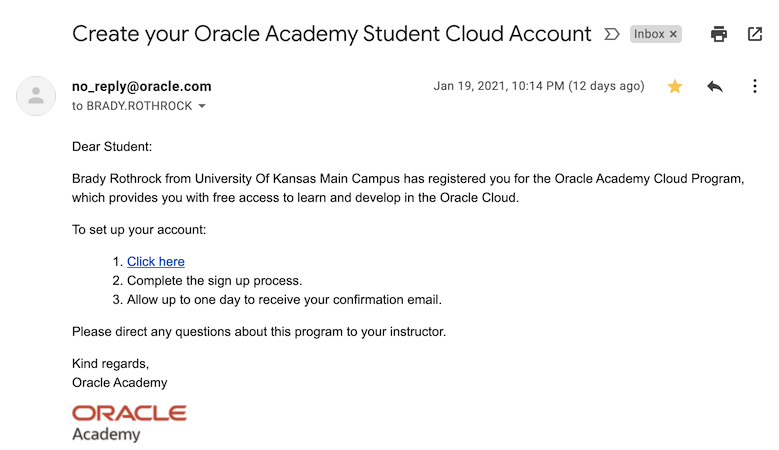 Create your Oracle Academy Student Cloud Account Inbox ×
no_reply@oracle.com Jan 19, 2021, 10:14 PM (12 days ago)
to BRADY.ROTHROCK
Dear Student:
Brady Rothrock from University Of Kansas Main Campus has registered you for the Oracle Academy Cloud Program,
which provides you with free access to learn and develop in the Oracle Cloud.
To set up your account:
1. Click here
2. Complete the sign up process.
3. Allow up to one day to receive your confirmation email.
Please direct any questions about this program to your instructor.
Kind regards,
Oracle Academy
ORACLE
Academy